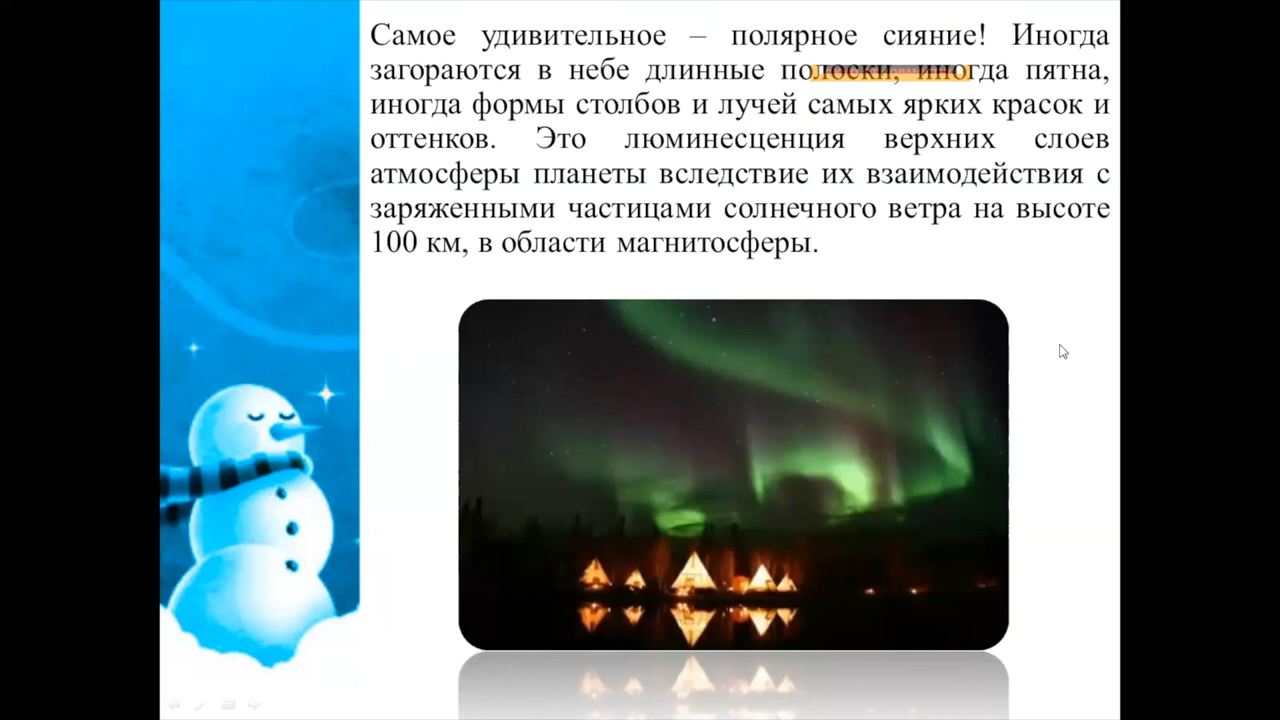 Самое удивительное – полярное сияние! Иногда
загораются в небе длинные полоски, иногда пятна,
иногда формы столбов и лучей самых ярких красок и
оттенков. Это люминесценция верхних слоев
атмосферы планеты вследствие их взаимодействия с
заряженными частицами солнечного ветра на высоте
100 км, в области магнитосферы.